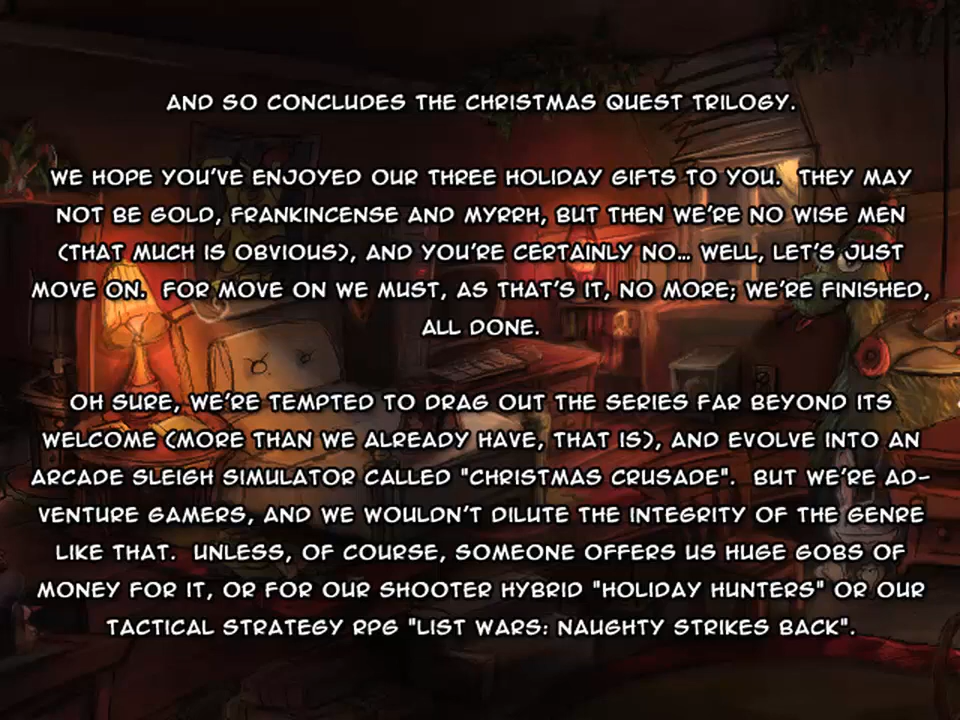 AND SO CONCLUDES THE CHRISTMAS QUEST TRILOGY.
WE HOPE YOU'VE ENJOYED OUR THREE HOLIDAY GIFTS TO YOU. THEY MAY
NOT BE GOLD, FRANKINCENSE AND MYRRH, BUT THEN WE'RE NO WISE MEN
(THAT MUCH IS OBVIOUS), AND YOU'RE CERTAINLY NO... WELL, LET'S JUST
MOVE ON. FOR MOVE ON WE MUST, AS THAT'S IT, NO MORE; WE'RE FINISHED,
ALL DONE.
OH SURE, WE'RE TEMPTED TO DRAG OUT THE SERIES FAR BEYOND ITS
WELCOME (MORE THAN WE ALREADY HAVE, THAT IS), AND EVOLVE INTO AN
ARCADE SLEIGH SIMULATOR CALLED "CHRISTMAS CRUSADE". BUT WE'RE AD-
VENTURE GAMERS, AND WE WOULDN'T DILUTE THE INTEGRITY OF THE GENRE
LIKE THAT. UNLESS, OF COURSE, SOMEONE OFFERS US HUGE GOBS OF
MONEY FOR IT, OR FOR OUR SHOOTER HYBRID "HOLIDAY HUNTERS" OR OUR
TACTICAL STRATEGY RPG "LIST WARS: NAUGHTY STRIKES BACK".